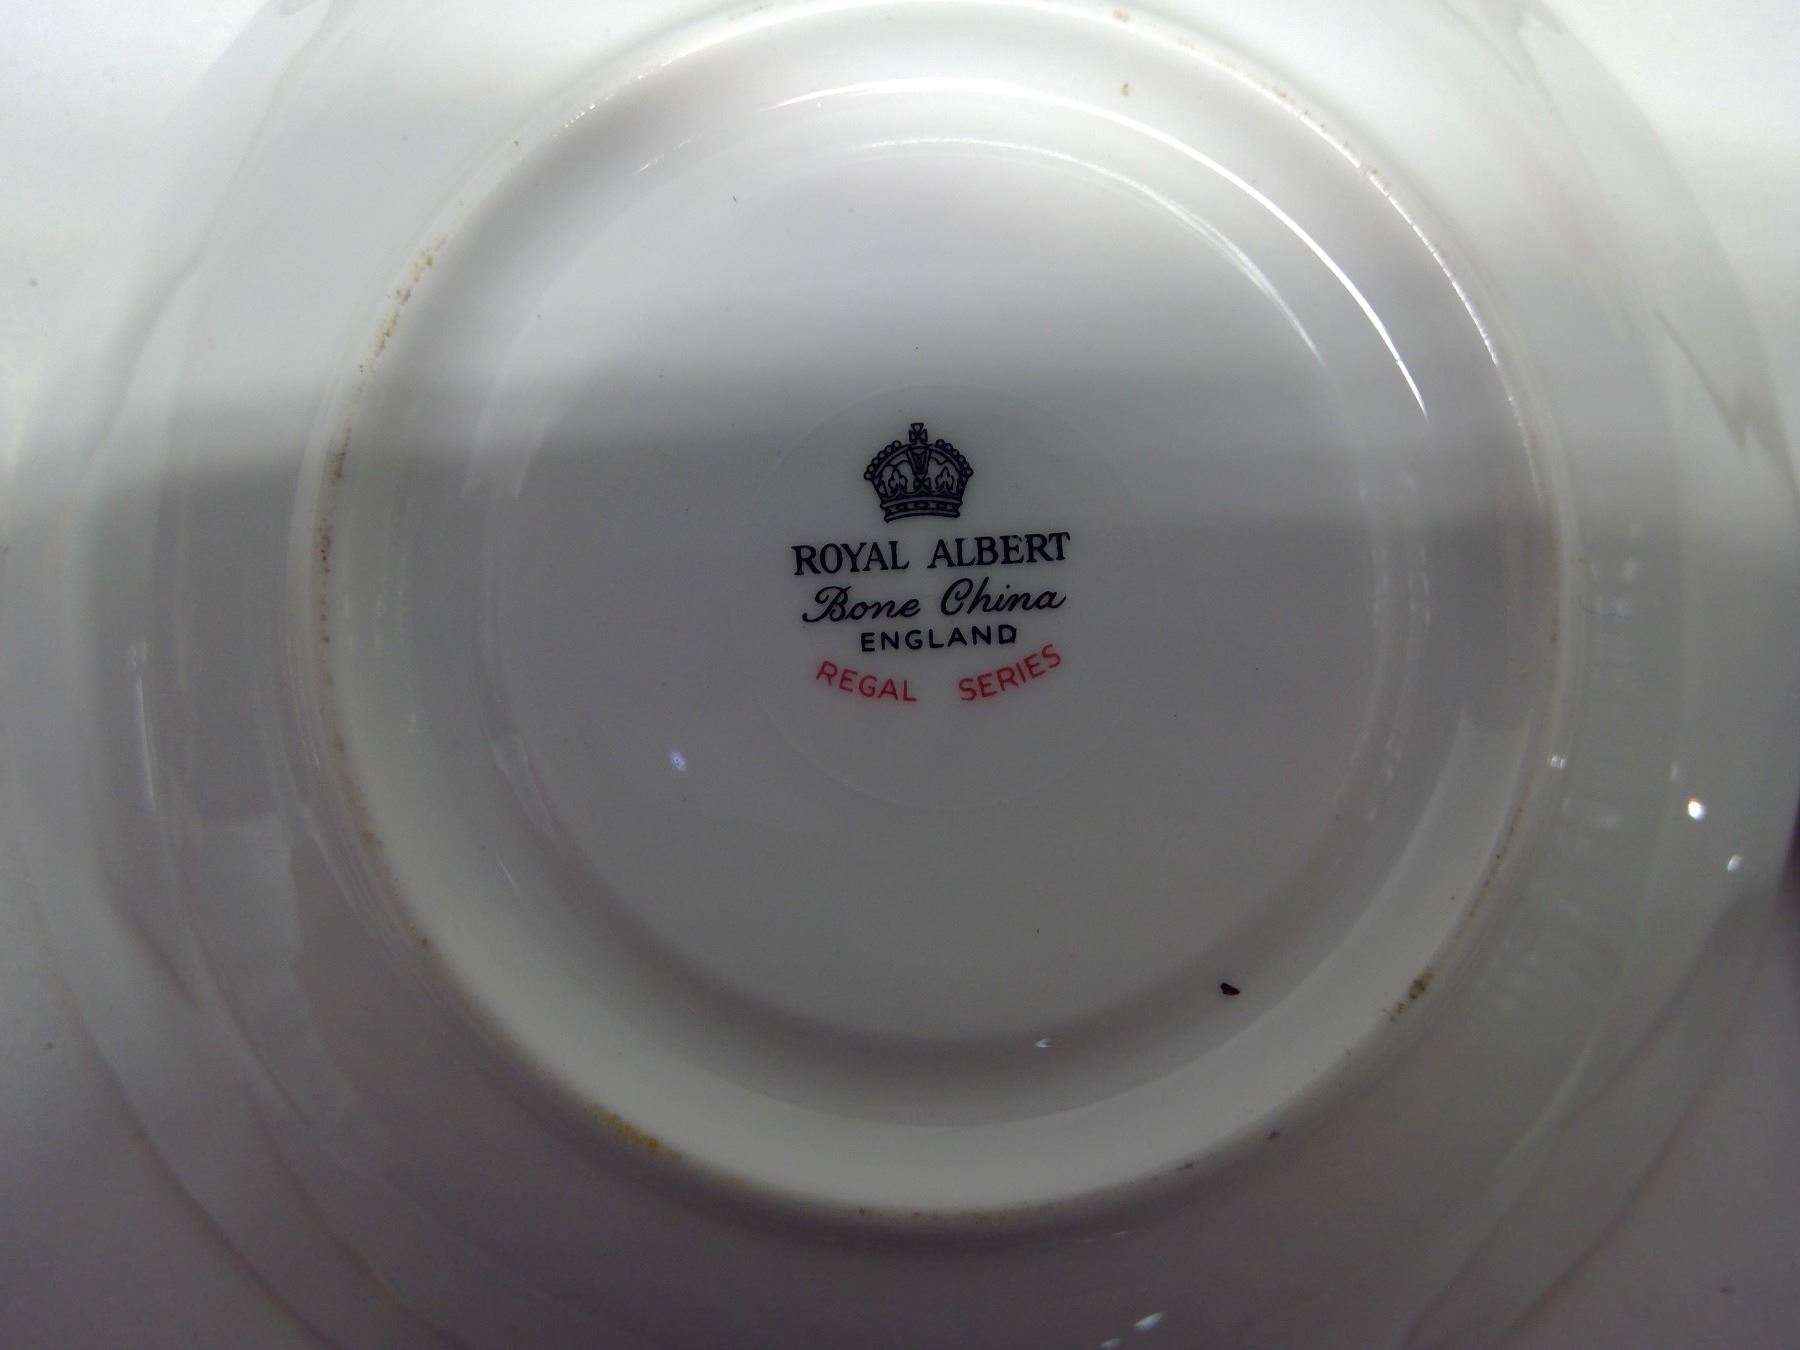 ROYAL ALBERT
Bone China
ENGLAND
REGAL SERIES